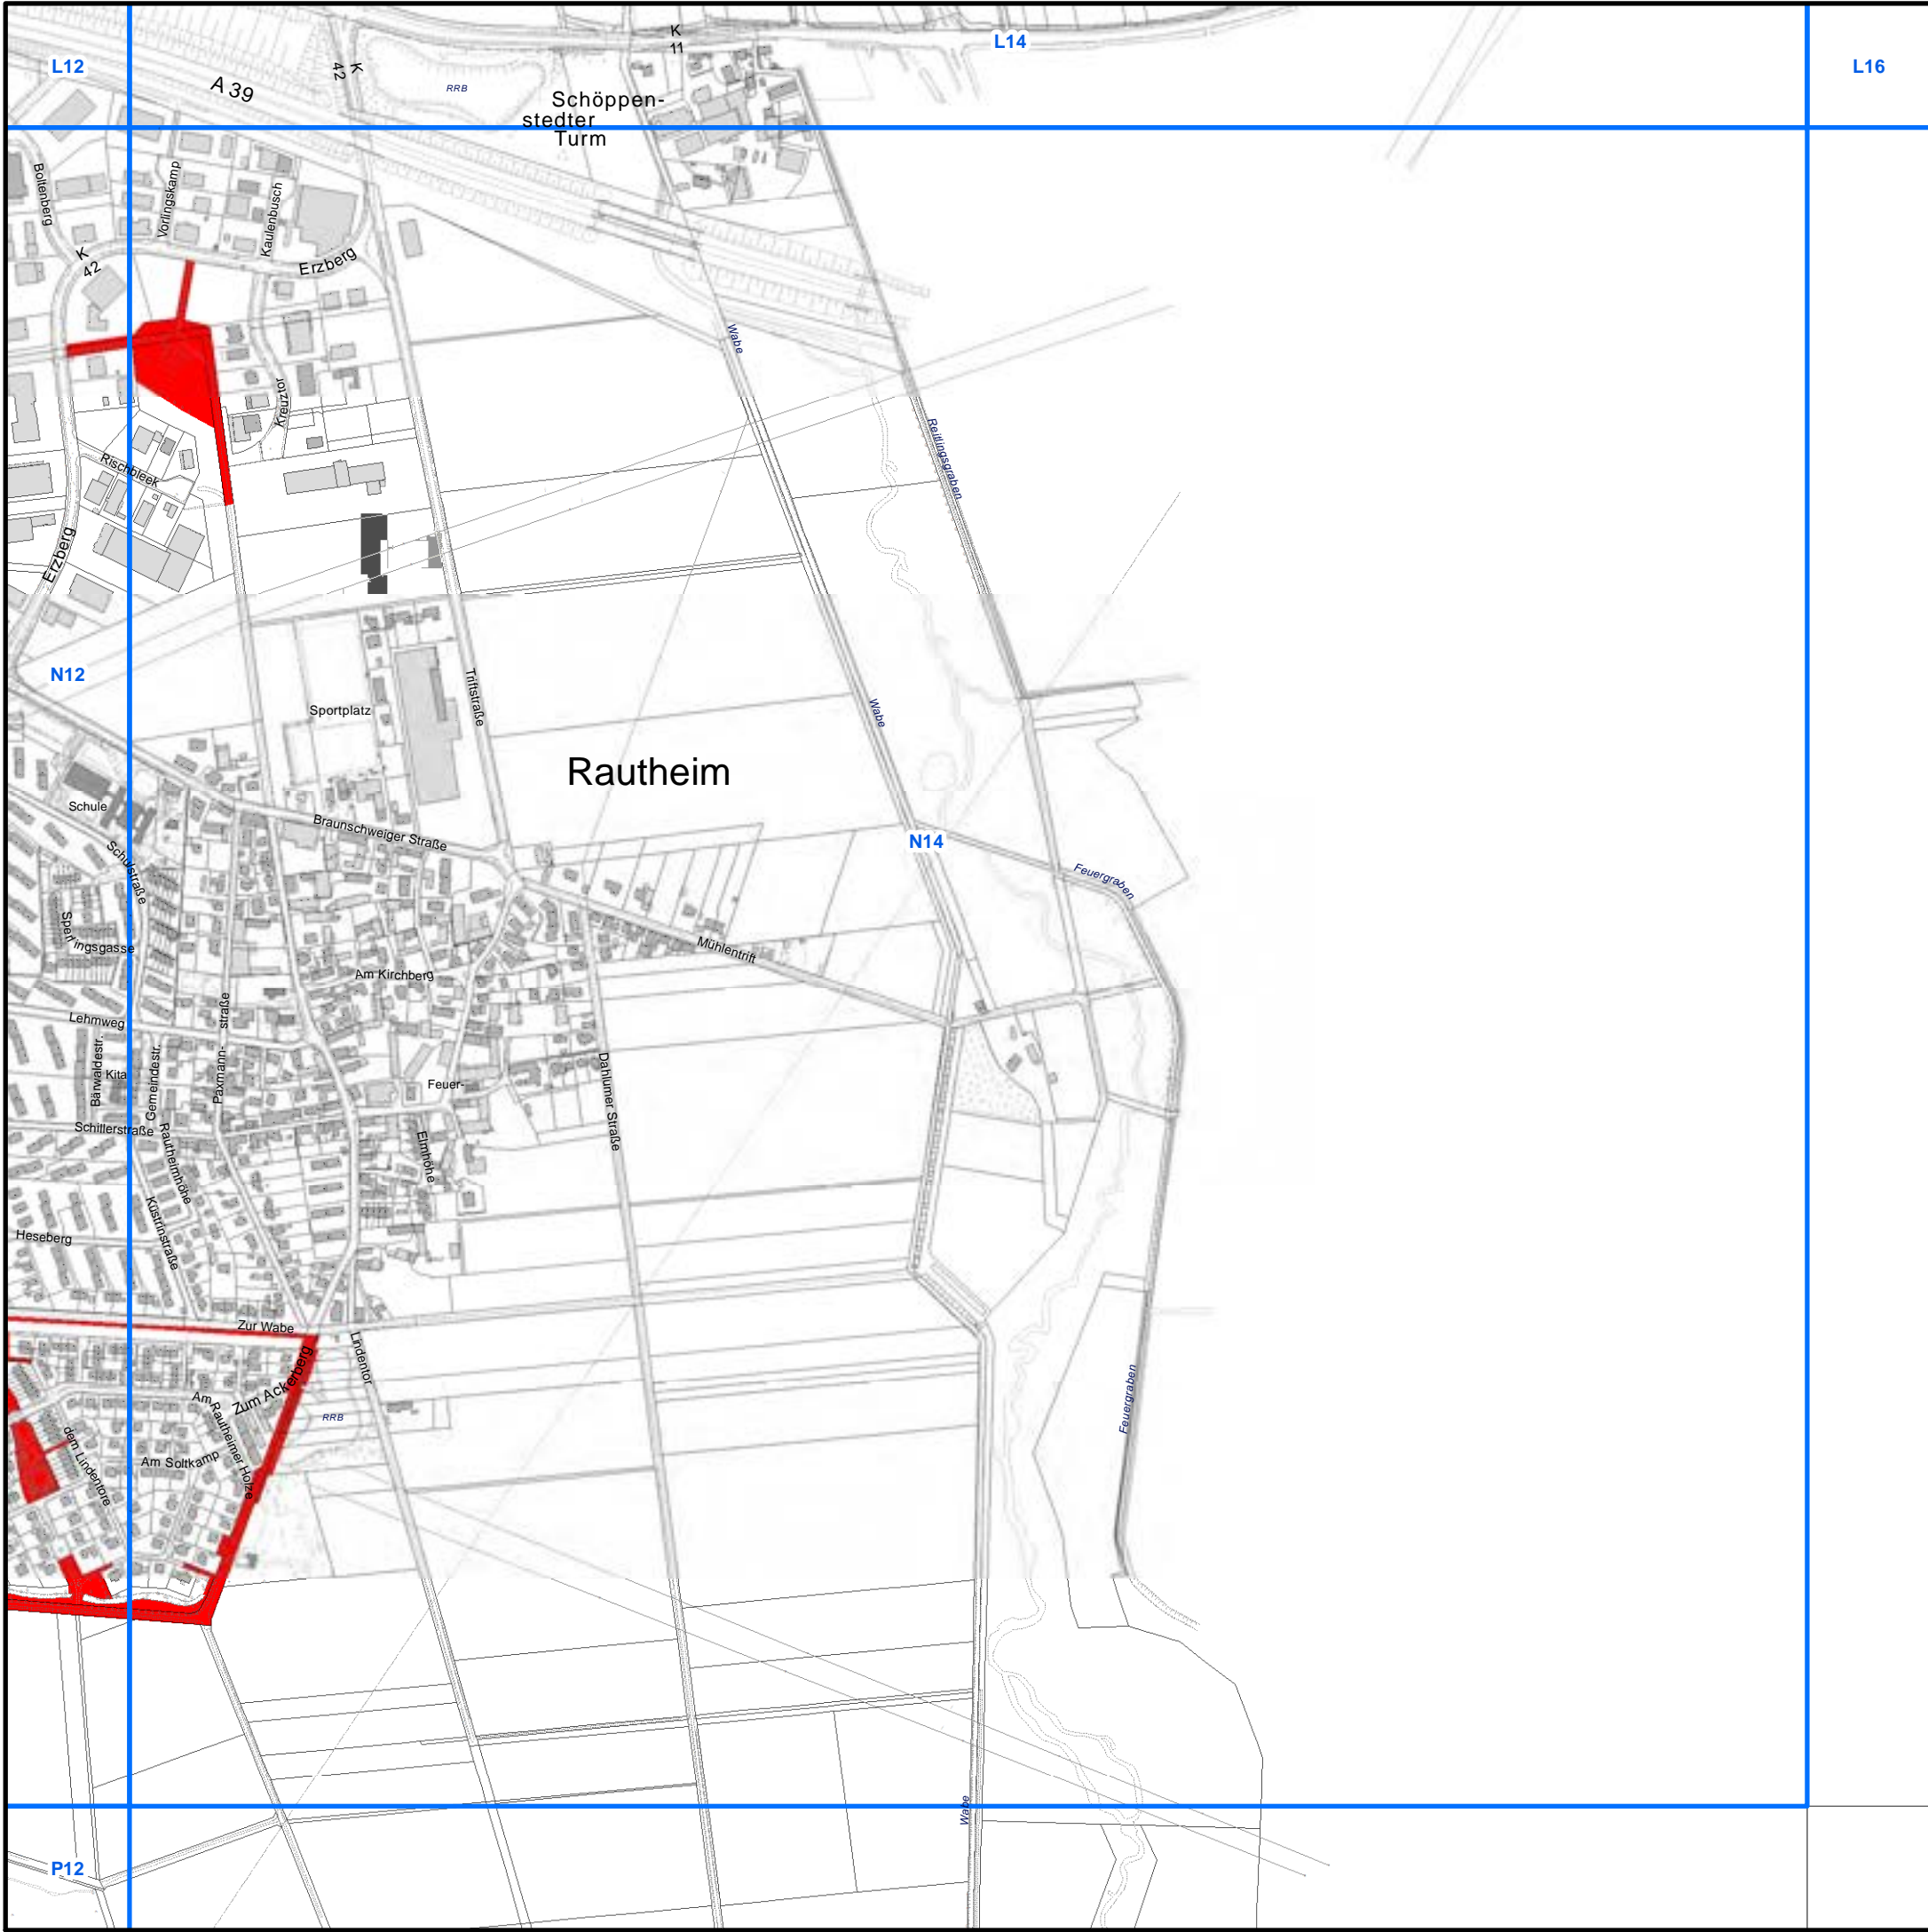 L12
L14
L16
K
42
K
11
A 39
RRB
Schöppen-
stedter
Turm
Boltenberg
Vorlingskamp
Kaulenbusch
K
42
Erzberg
Wabe
Kreuztor
Reitlingsgraben
Rischbleek
Erzberg
N12
Sportplatz
Triftstraße
Wabe
Rautheim
Schule
Braunschweiger Straße
N14
Schulstraße
Feuergraben
Sperl
ingsgasse
Mühlentrift
Am Kirchberg
Lehmweg
Paxmann-
straße
Bärwaldestr.
Kita
Gemeindestr.
Feuer-
Dahlumer Straße
Schillerstraße
Rautheimhöhe
Elmhöhe
Küstrinstraße
Heseberg
Zur Wabe
Lindentor
Zum Ackerberg
Am
Rautheimer Holze
RRB
Feuergraben
dem Lindentore
Am Soltkamp
Wabe
P12